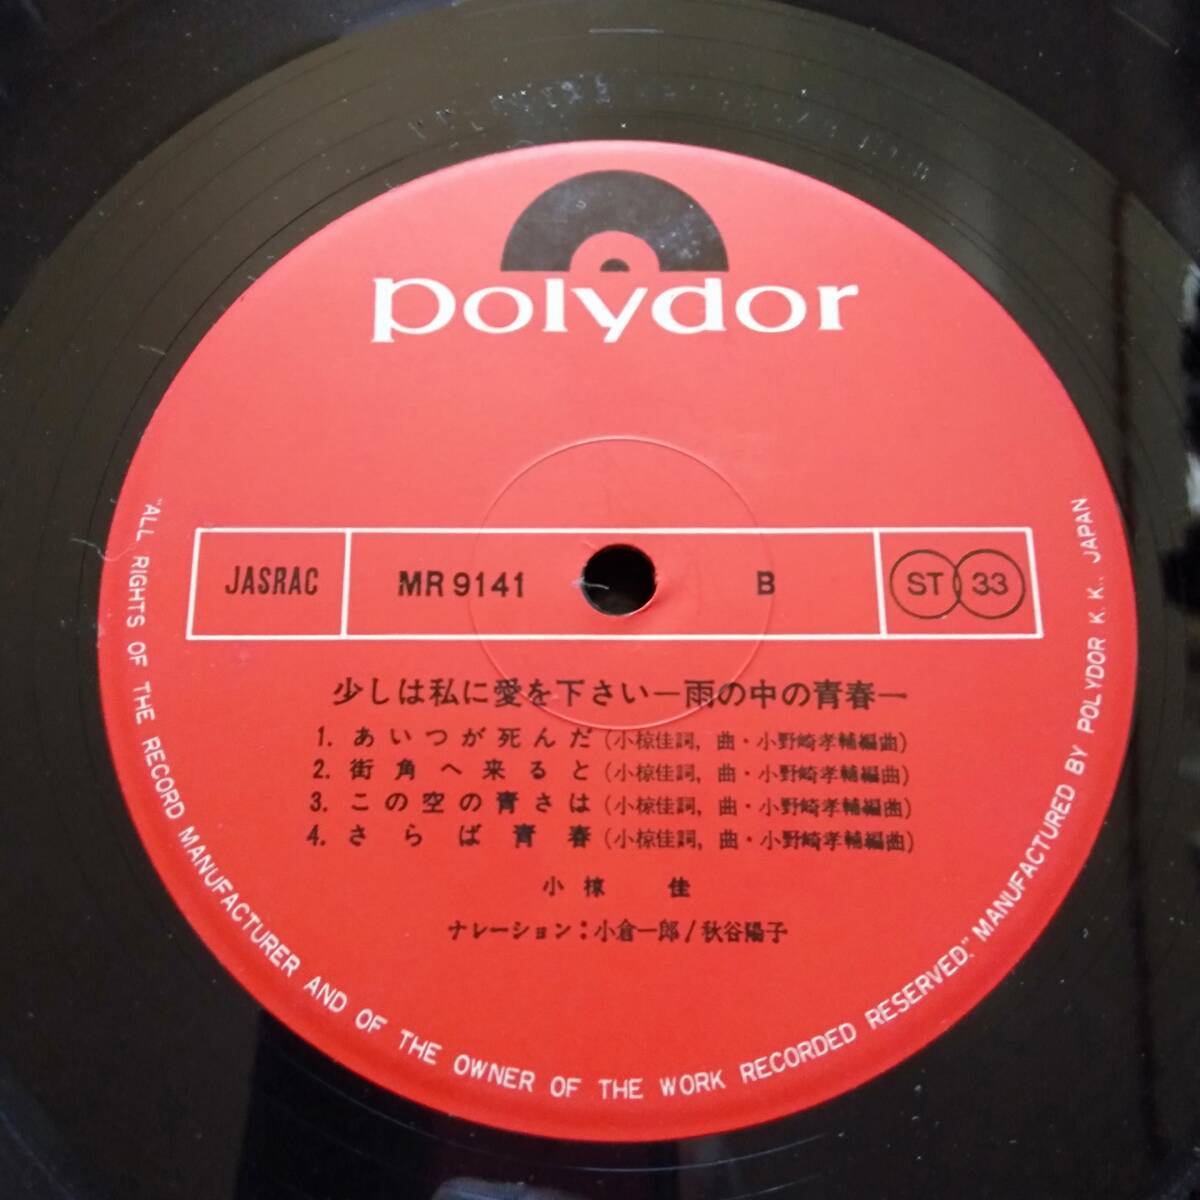 polydor
JASRAC MR 9141 B ST 33
少しは私に愛を下さい—雨の中の青春—
1. あいつが死んだ (小椋佳詞, 曲・小野崎孝輔編曲)
2. 街角へ来ると (小椋佳詞, 曲・小野崎孝輔編曲)
3. この空の青さは (小椋佳詞, 曲・小野崎孝輔編曲)
4. さらば青春 (小椋佳詞, 曲・小野崎孝輔編曲)
小椋 佳
ナレーション:小倉一郎/秋谷陽子
"ALL RIGHTS OF THE RECORD MANUFACTURER AND OF THE OWNER OF THE WORK RECORDED RESERVED." MANUFACTURED BY POLYDOR K. K., JAPAN